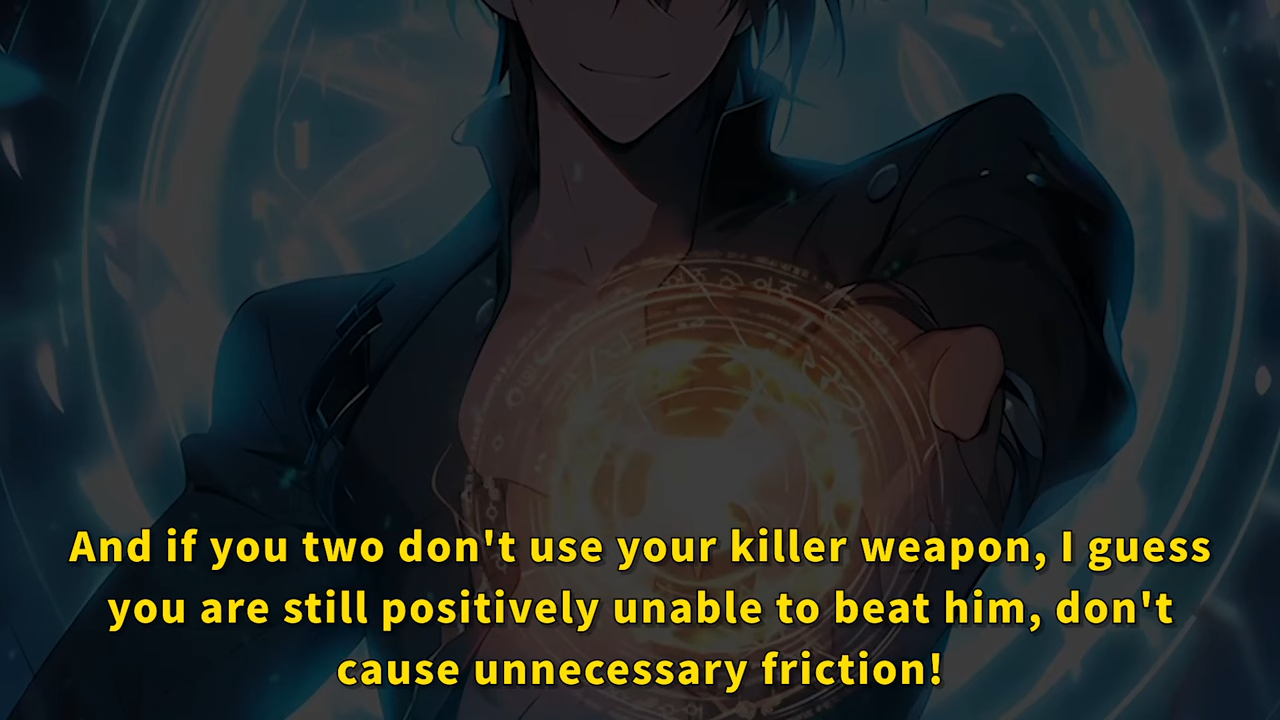 And if you two don't use your killer weapon, I guess
you are still positively unable to beat him, don't
cause unnecessary friction!